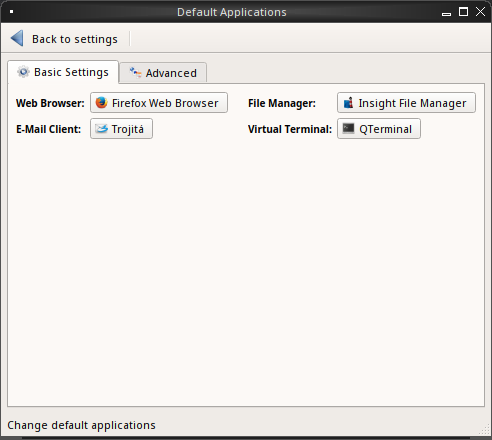 Default Applications
Back to settings
Basic Settings Advanced
Web Browser: Firefox Web Browser File Manager: Insight File Manager
E-Mail Client: Trojitá Virtual Terminal: QTerminal
Change default applications